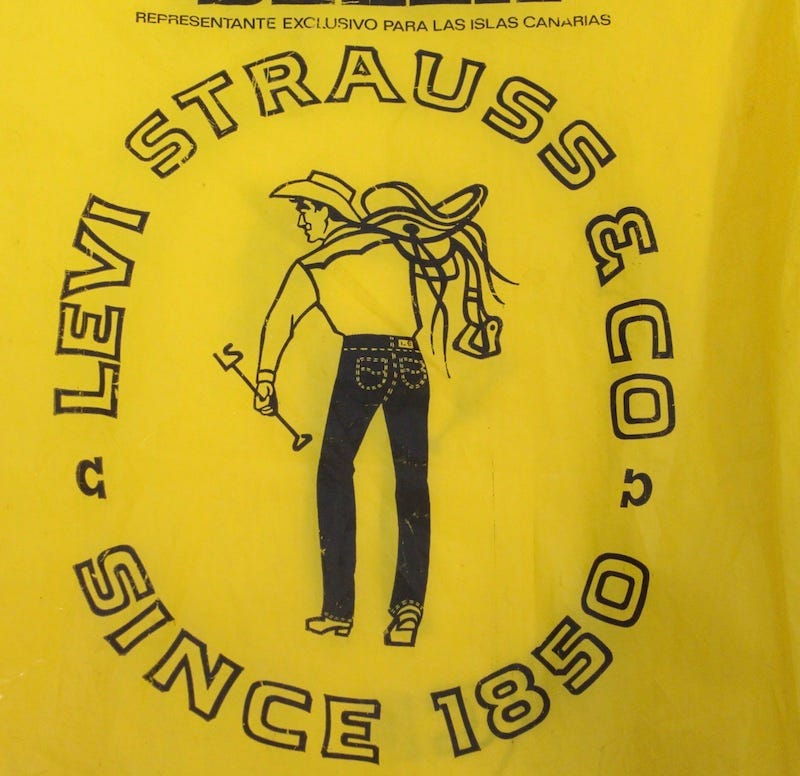 REPRESENTANTE EXCLUSIVO PARA LAS ISLAS CANARIAS
LEVI STRAUSS & CO
SINCE 1850